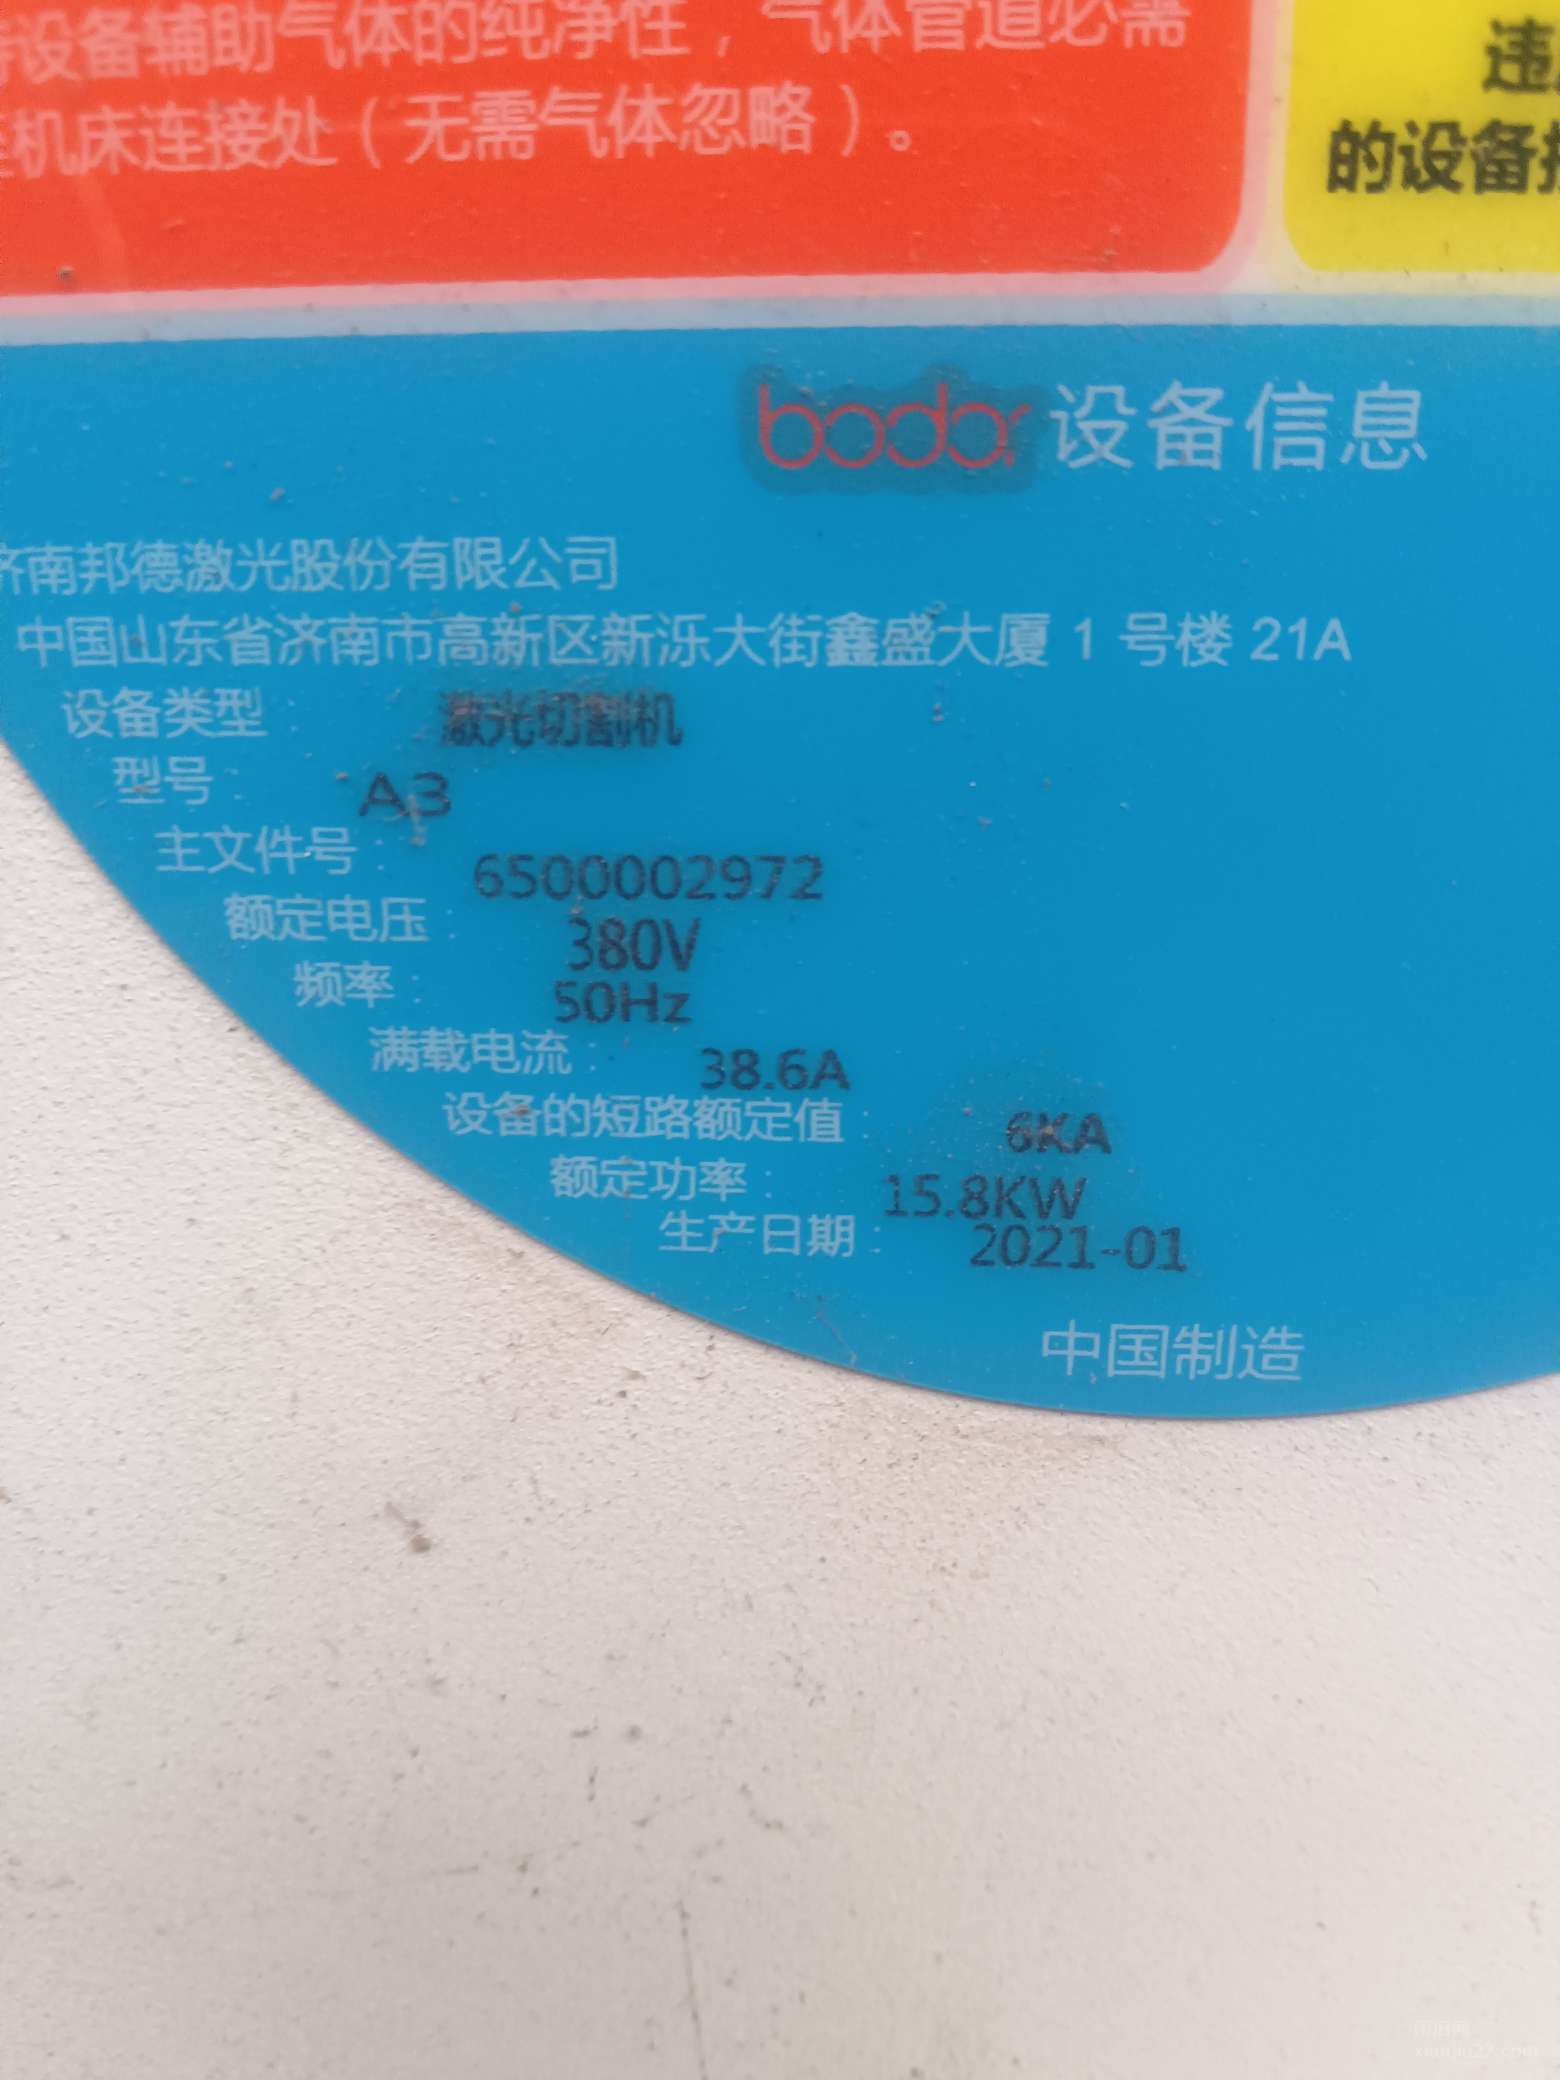 设备辅助气体的纯净性，气体管道必需
机床连接处（无需气体忽略）。
违
的设备
bodor设备信息
济南邦德激光股份有限公司
中国山东省济南市高新区新泺大街鑫盛大厦 1 号楼 21A
设备类型： 激光切割机
型号： A3
主文件号： 6500002972
额定电压： 380V
频率： 50Hz
满载电流： 38.6A
设备的短路额定值： 6KA
额定功率： 15.8KW
生产日期： 2021-01
中国制造